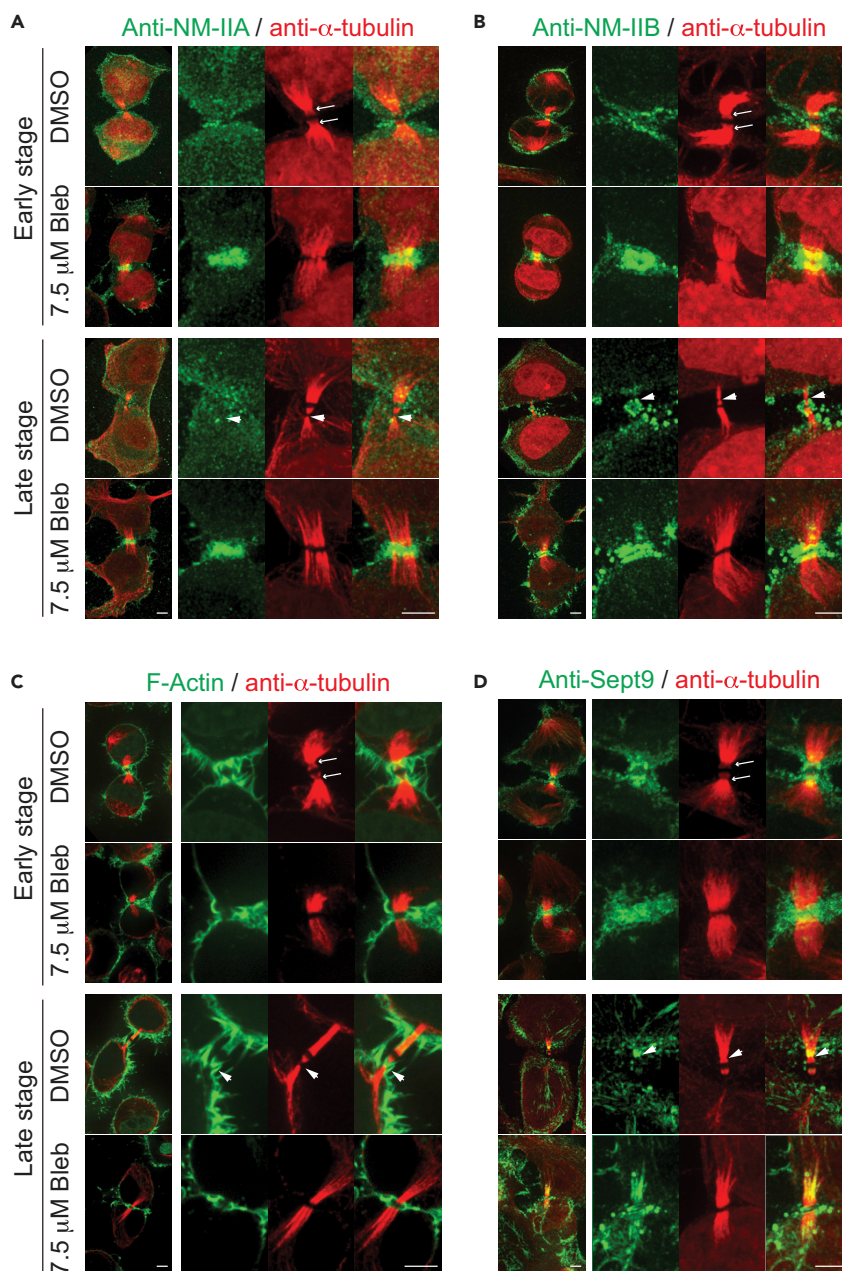 A
Anti-NM-IIA / anti-α-tubulin
Early stage
DMSO
7.5 μM Bleb
Late stage
DMSO
7.5 μM Bleb
B
Anti-NM-IIB / anti-α-tubulin
C
F-Actin / anti-α-tubulin
Early stage
DMSO
7.5 μM Bleb
Late stage
DMSO
7.5 μM Bleb
D
Anti-Sept9 / anti-α-tubulin